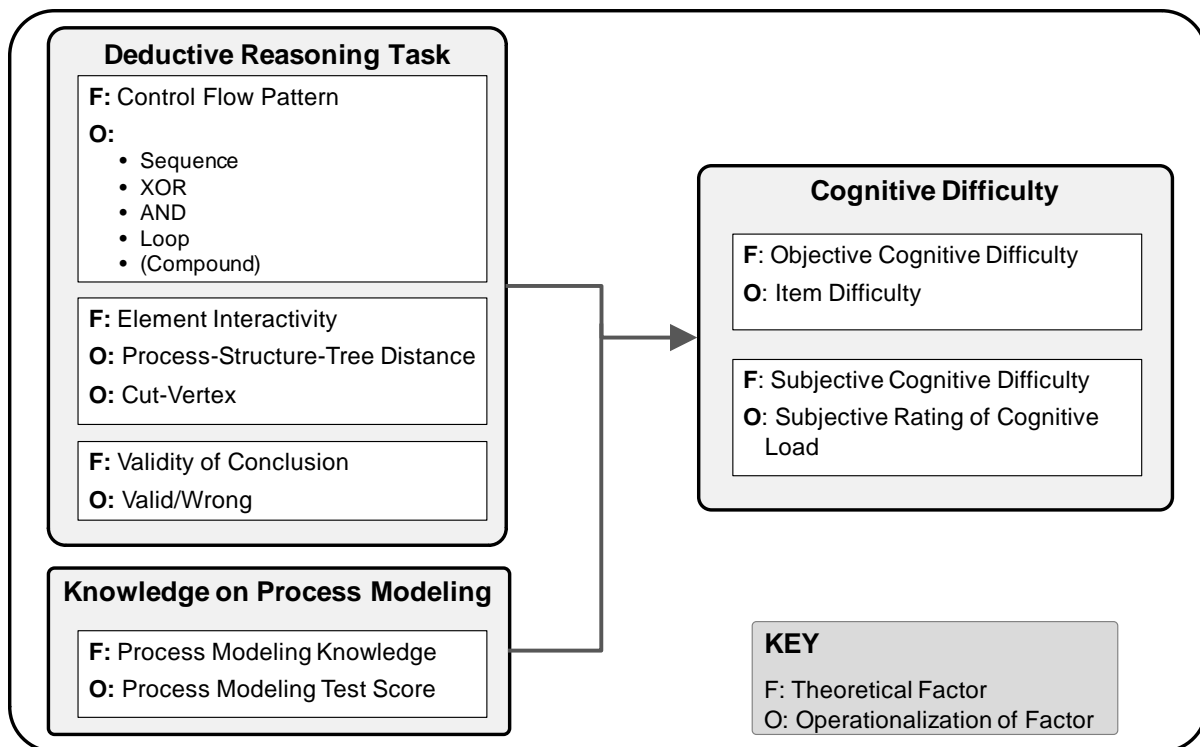 Deductive Reasoning Task
F: Control Flow Pattern
O:
• Sequence
• XOR
• AND
• Loop
• (Compound)
F: Element Interactivity
O: Process-Structure-Tree Distance
O: Cut-Vertex
F: Validity of Conclusion
O: Valid/Wrong
Knowledge on Process Modeling
F: Process Modeling Knowledge
O: Process Modeling Test Score
Cognitive Difficulty
F: Objective Cognitive Difficulty
O: Item Difficulty
F: Subjective Cognitive Difficulty
O: Subjective Rating of Cognitive
Load
KEY
F: Theoretical Factor
O: Operationalization of Factor